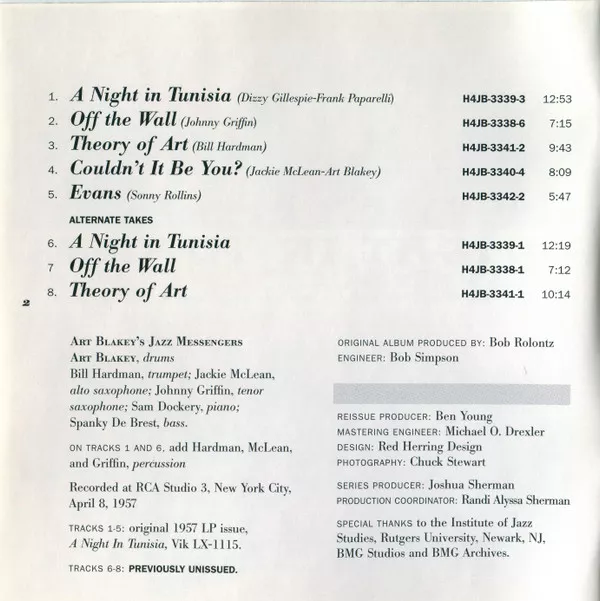 1. A Night in Tunisia (Dizzy Gillespie-Frank Paparelli) H4JB-3339-3 12:53
2. Off the Wall (Johnny Griffin) H4JB-3338-6 7:15
3. Theory of Art (Bill Hardman) H4JB-3341-2 9:43
4. Couldn't It Be You? (Jackie McLean-Art Blakey) H4JB-3340-4 8:09
5. Evans (Sonny Rollins) H4JB-3342-2 5:47
ALTERNATE TAKES
6. A Night in Tunisia H4JB-3339-1 12:19
7 Off the Wall H4JB-3338-1 7:12
8. Theory of Art H4JB-3341-1 10:14
2
ART BLAKEY'S JAZZ MESSENGERS
ART BLAKEY, drums
Bill Hardman, trumpet; Jackie McLean,
alto saxophone; Johnny Griffin, tenor
saxophone; Sam Dockery, piano;
Spanky De Brest, bass.
ON TRACKS 1 AND 6, add Hardman, McLean,
and Griffin, percussion
Recorded at RCA Studio 3, New York City,
April 8, 1957
TRACKS 1-5: original 1957 LP issue,
A Night In Tunisia, Vik LX-1115.
TRACKS 6-8: PREVIOUSLY UNISSUED.
ORIGINAL ALBUM PRODUCED BY: Bob Rolontz
ENGINEER: Bob Simpson
REISSUE PRODUCER: Ben Young
MASTERING ENGINEER: Michael O. Drexler
DESIGN: Red Herring Design
PHOTOGRAPHY: Chuck Stewart
SERIES PRODUCER: Joshua Sherman
PRODUCTION COORDINATOR: Randi Alyssa Sherman
SPECIAL THANKS to the Institute of Jazz
Studies, Rutgers University, Newark, NJ,
BMG Studios and BMG Archives.